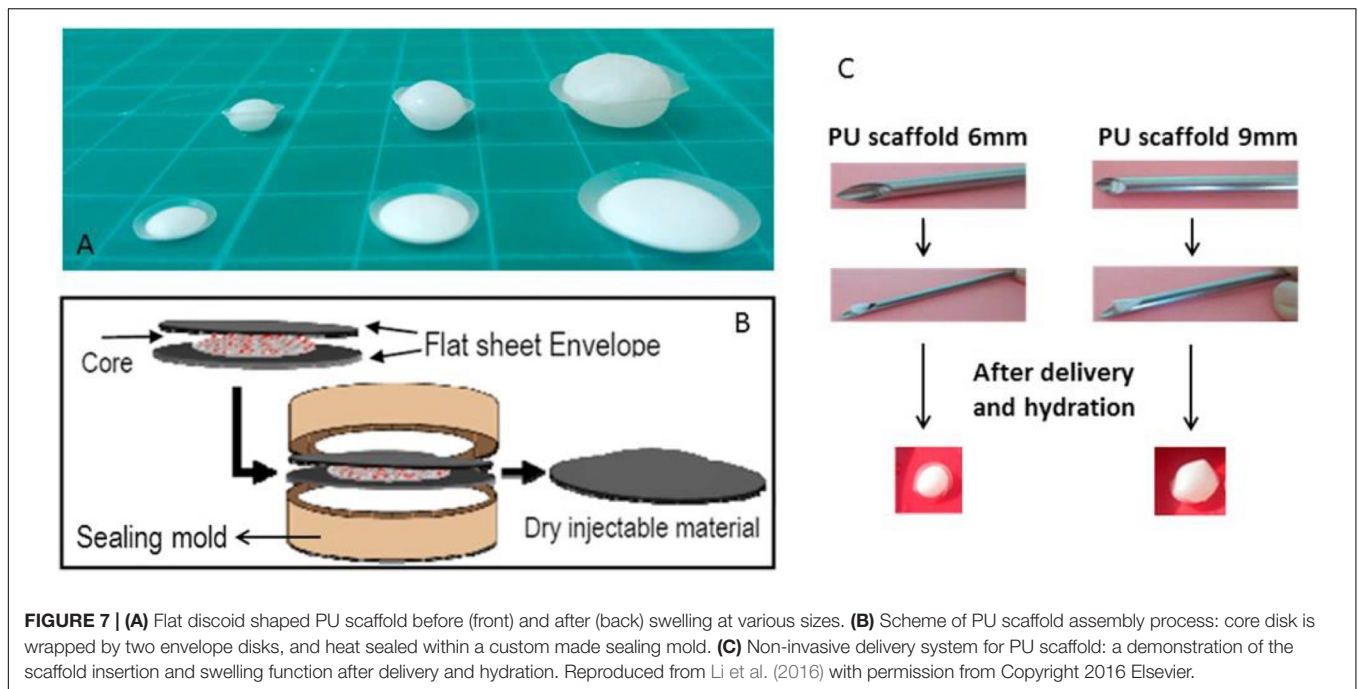 A
C
PU scaffold 6mm
PU scaffold 9mm
After delivery
and hydration
B
Core
Flat sheet Envelope
Sealing mold
Dry injectable material
FIGURE 7 | (A) Flat discoid shaped PU scaffold before (front) and after (back) swelling at various sizes. (B) Scheme of PU scaffold assembly process: core disk is
wrapped by two envelope disks, and heat sealed within a custom made sealing mold. (C) Non-invasive delivery system for PU scaffold: a demonstration of the
scaffold insertion and swelling function after delivery and hydration. Reproduced from Li et al. (2016) with permission from Copyright 2016 Elsevier.